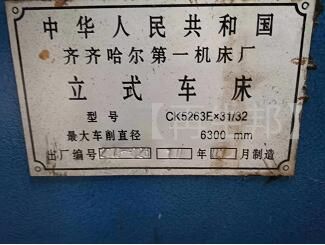 中华人民共和国
齐齐哈尔第一机床厂
立式车床
型号 CK5263E×31/32
最大车削直径 6300 mm
出厂编号 年 月制造